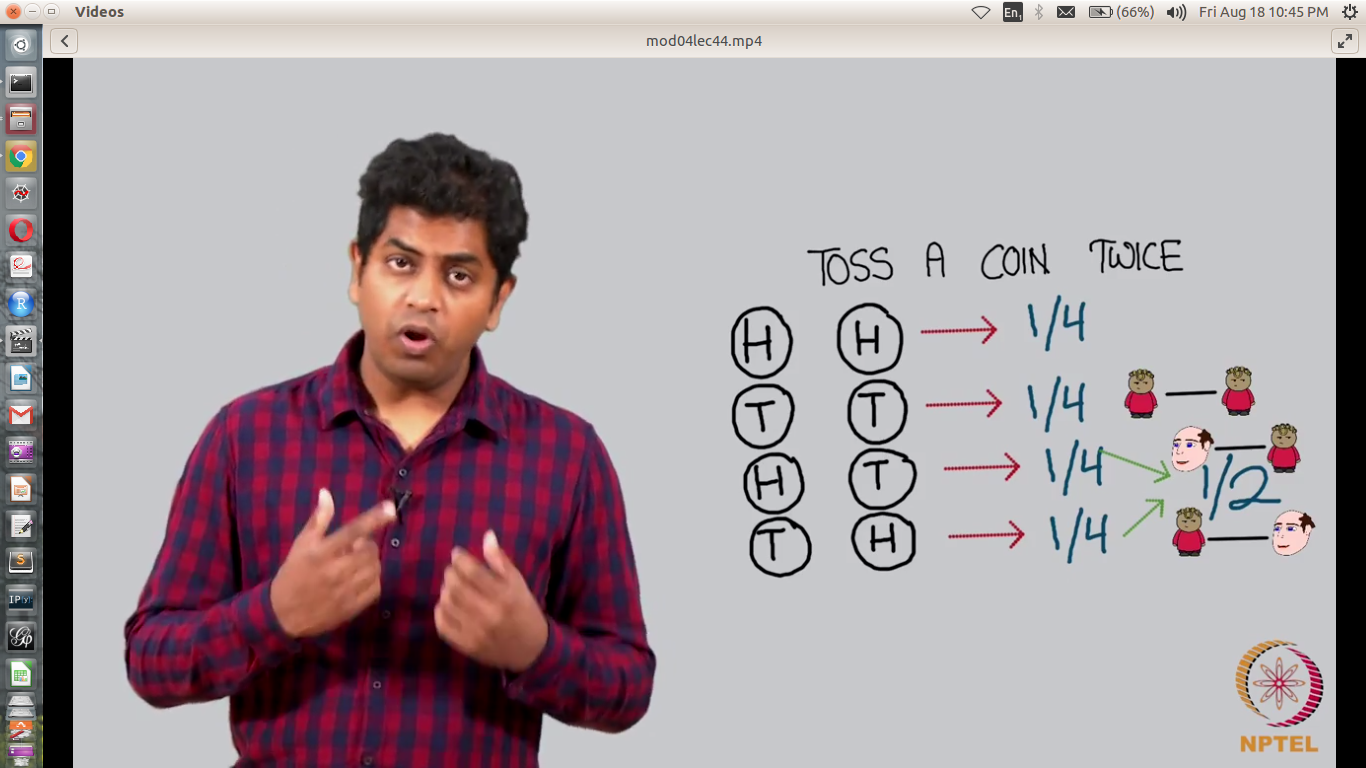 Videos
En1
(66%)
Fri Aug 18 10:45 PM
mod04lec44.mp4
TOSS A COIN TWICE
H H 1/4
T T 1/4
H T 1/4
1/2
T H 1/4
NPTEL